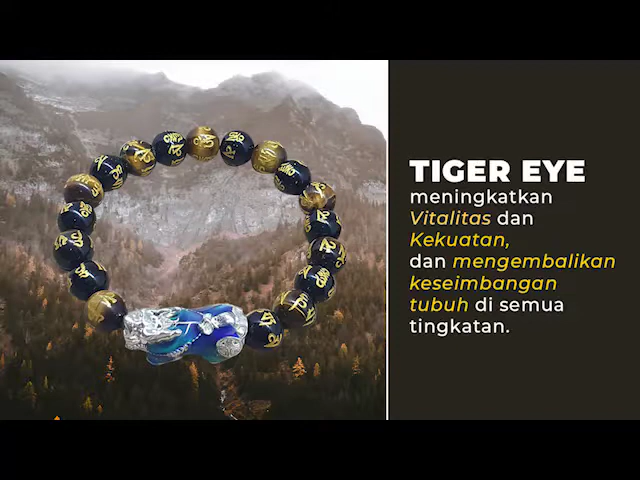 TIGER EYE
meningkatkan
Vitalitas dan
Kekuatan,
dan mengembalikan
keseimbangan
tubuh di semua
tingkatan.